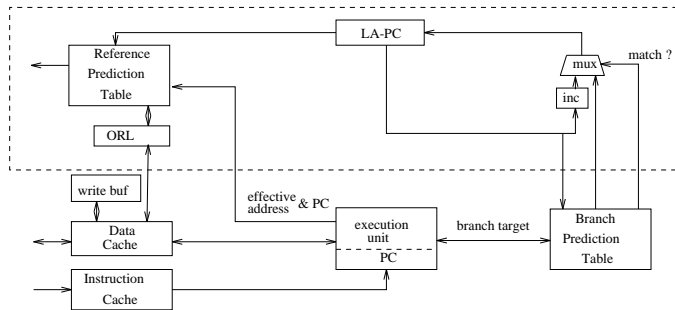 LA-PC
Reference
Prediction
Table
mux
match ?
inc
ORL
write buf
effective
address & PC
Data
Cache
execution
unit
PC
branch target
Branch
Prediction
Table
Instruction
Cache